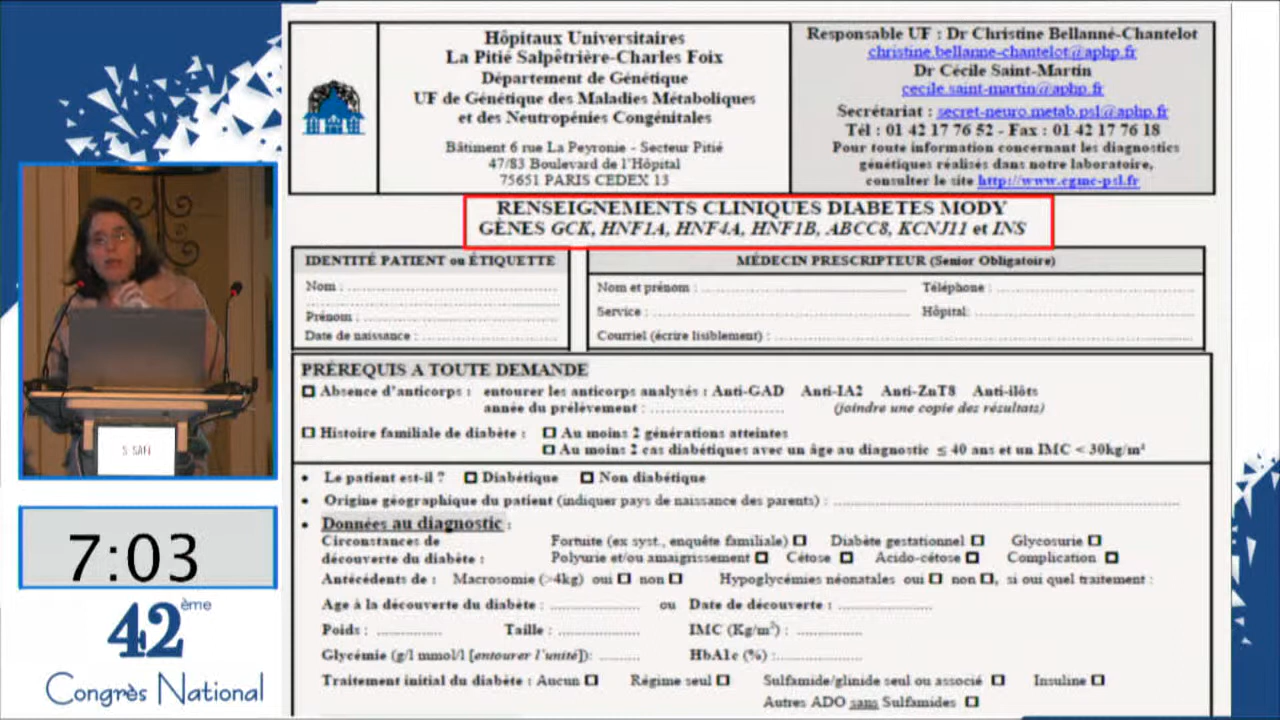 Hôpitaux Universitaires
La Pitié Salpêtrière-Charles Foix
Département de Génétique
UF de Génétique des Maladies Métaboliques
et des Neutropénies Congénitales
Bâtiment 6 rue La Peyronie - Secteur Pitié
47/83 Boulevard de l'Hôpital
75651 PARIS CEDEX 13
Responsable UF : Dr Christine Bellanné-Chantelot
christine.bellanne-chantelot@aphp.fr
Dr Cécile Saint-Martin
cecile.saint-martin@aphp.fr
Secrétariat : secret-neuro.metab.psl@aphp.fr
Tél : 01 42 17 76 52 - Fax : 01 42 17 76 18
Pour toute information concernant les diagnostics
génétiques réalisés dans notre laboratoire,
consulter le site http://www.cgmc-psl.fr
RENSEIGNEMENTS CLINIQUES DIABETES MODY
GÈNES GCK, HNF1A, HNF4A, HNF1B, ABCC8, KCNJ11 et INS
IDENTITÉ PATIENT ou ÉTIQUETTE
Nom :
Prénom :
Date de naissance :
MÉDECIN PRESCRIPTEUR (Senior Obligatoire)
Nom et prénom : Téléphone :
Service : Hôpital:
Courriel (écrire lisiblement) :
PRÉREQUIS A TOUTE DEMANDE
Absence d'anticorps : entourer les anticorps analysés : Anti-GAD Anti-IA2 Anti-ZnT8 Anti-ilôts
année du prélèvement : (joindre une copie des résultats)
Histoire familiale de diabète : Au moins 2 générations atteintes
Au moins 2 cas diabétiques avec un âge au diagnostic ≤ 40 ans et un IMC < 30kg/m²
• Le patient est-il ? Diabétique Non diabétique
• Origine géographique du patient (indiquer pays de naissance des parents) :
• Données au diagnostic :
Circonstances de Fortuite (ex syst., enquête familiale) Diabète gestationnel Glycosurie
découverte du diabète : Polyurie et/ou amaigrissement Cétose Acido-cétose Complication
Antécédents de : Macrosomie (>4kg) oui non Hypoglycémies néonatales oui non, si oui quel traitement :
Age à la découverte du diabète : ou Date de découverte :
Poids : Taille : IMC (Kg/m²) :
Glycémie (g/l mmol/l [entourer l'unité]): HbA1c (%) :
Traitement initial du diabète : Aucun Régime seul Sulfamide/glinide seul ou associé Insuline
Autres ADO sans Sulfamides
7:03
42ème
Congrès National